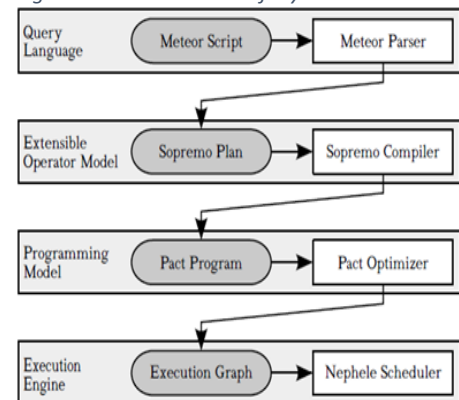 Query
Language
Meteor Script
Meteor Parser
Extensible
Operator Model
Sopremo Plan
Sopremo Compiler
Programming
Model
Pact Program
Pact Optimizer
Execution
Engine
Execution Graph
Nephele Scheduler